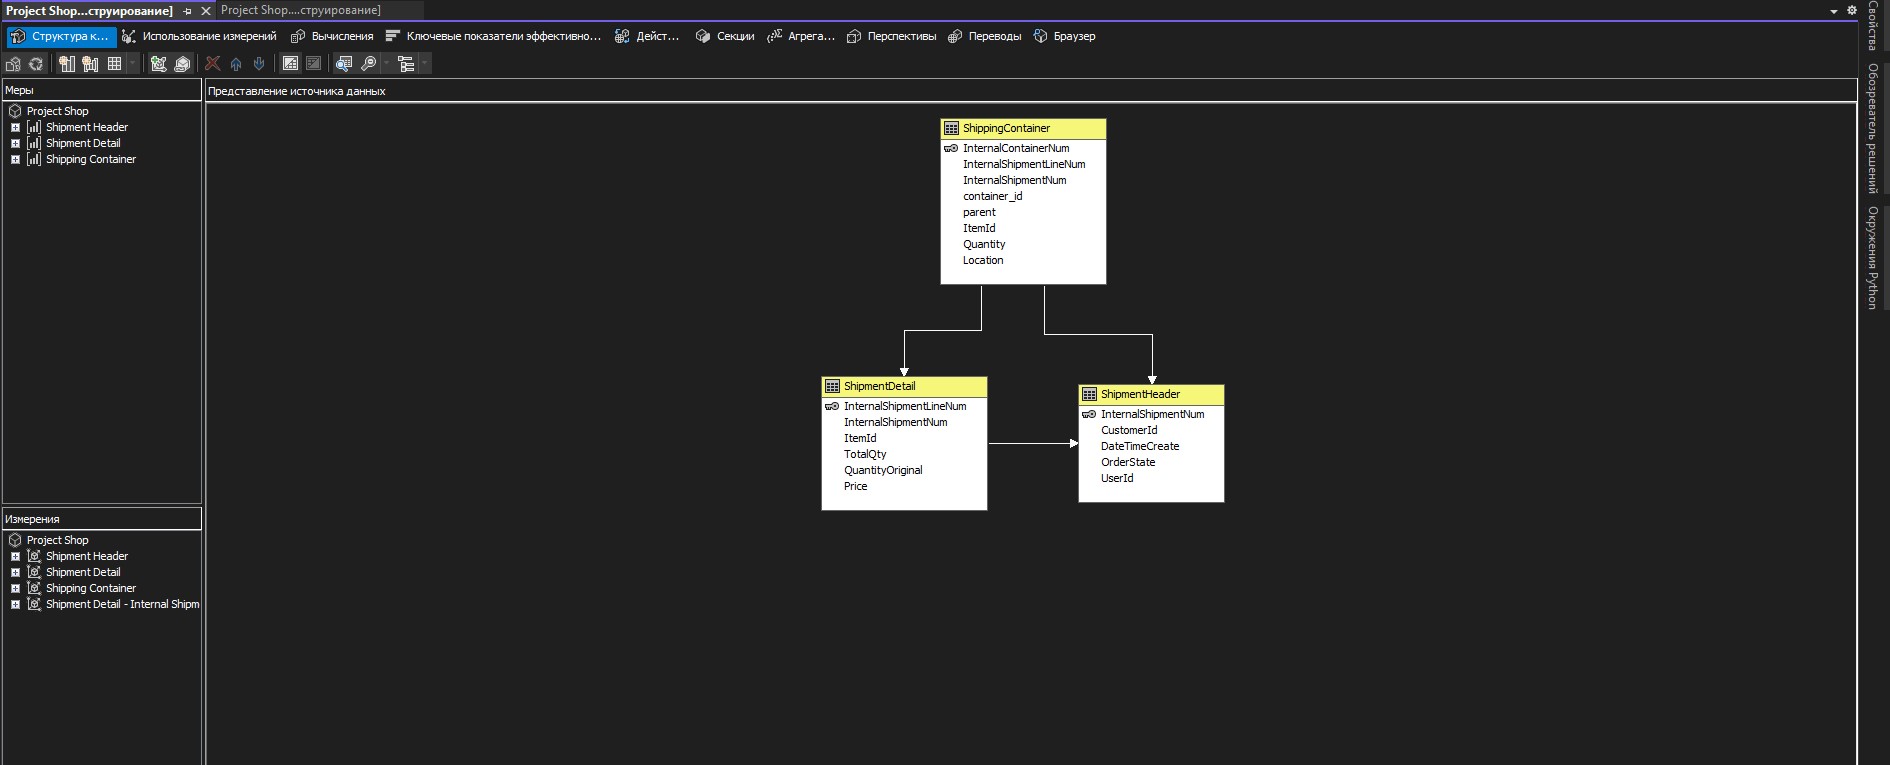 Project Shop...струирование]
Project Shop....струирование]
Структура к...
Использование измерений
Вычисления
Ключевые показатели эффективно...
Дейст...
Секции
Агрега...
Перспективы
Переводы
Браузер
Меры
Project Shop
Shipment Header
Shipment Detail
Shipping Container
Представление источника данных
ShippingContainer
InternalContainerNum
InternalShipmentLineNum
InternalShipmentNum
container_id
parent
ItemId
Quantity
Location
ShipmentDetail
InternalShipmentLineNum
InternalShipmentNum
ItemId
TotalQty
QuantityOriginal
Price
ShipmentHeader
InternalShipmentNum
CustomerId
DateTimeCreate
OrderState
UserId
Измерения
Project Shop
Shipment Header
Shipment Detail
Shipping Container
Shipment Detail - Internal Shipm
Свойства
Обозреватель решений
Окружения Python